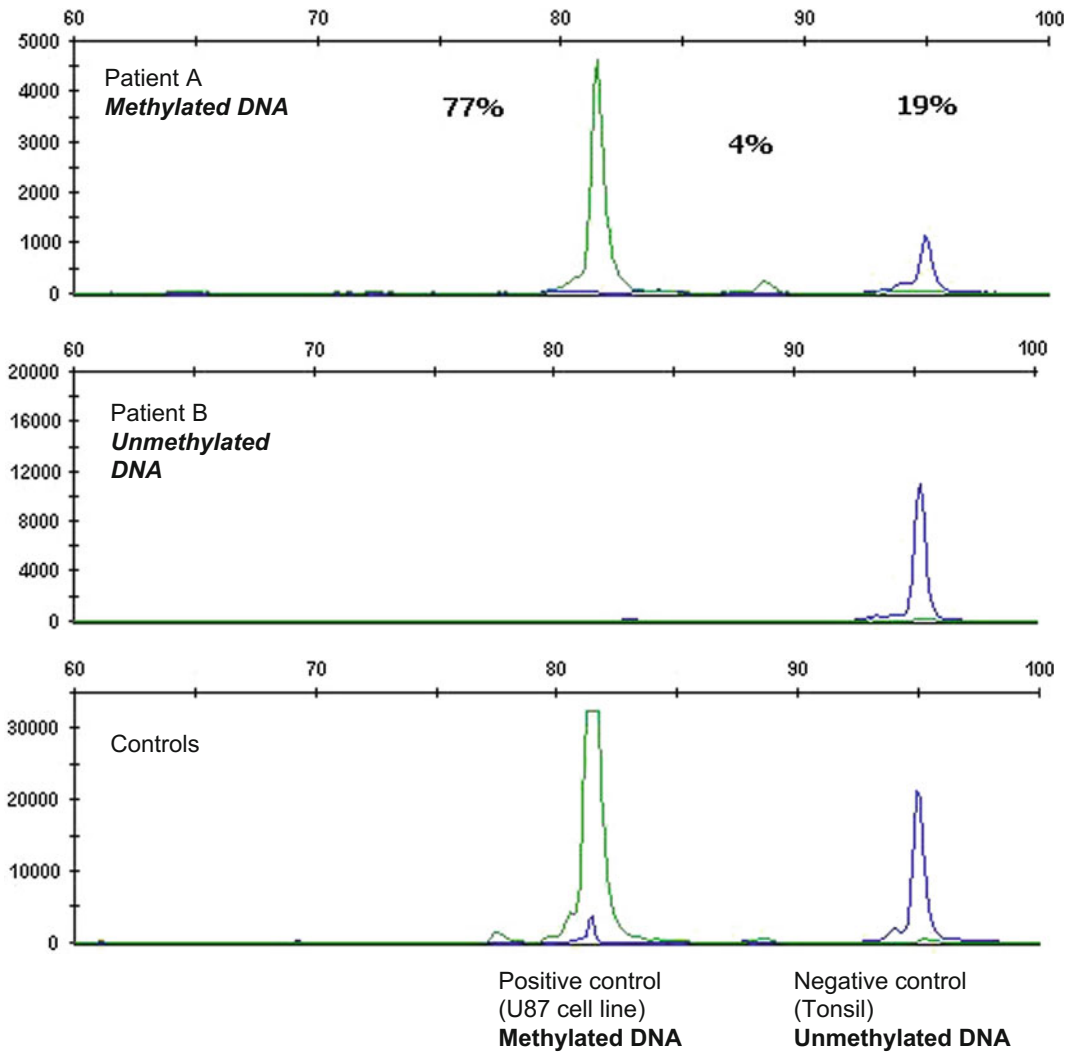 60 70 80 90 100
5000
4000
3000
2000
1000
0
Patient A
Methylated DNA
77%
4%
19%
60 70 80 90 100
20000
16000
12000
8000
4000
0
Patient B
Unmethylated
DNA
60 70 80 90 100
30000
20000
10000
0
Controls
Positive control
(U87 cell line)
Methylated DNA
Negative control
(Tonsil)
Unmethylated DNA